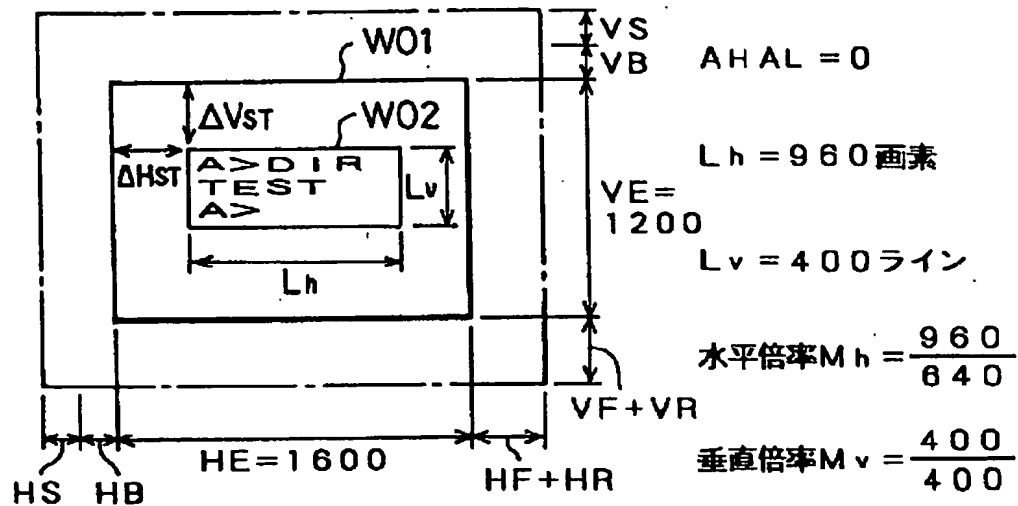 VS
VB
W01
AHAL=0
ΔVST
W02
A>DIR
TEST
A>
ΔHST
Lv
Lh
Lh=960画素
VE=
1200
Lv=400ライン
水平倍率Mh=960/640
VF+VR
HE=1600
HS
HB
HF+HR
垂直倍率Mv=400/400